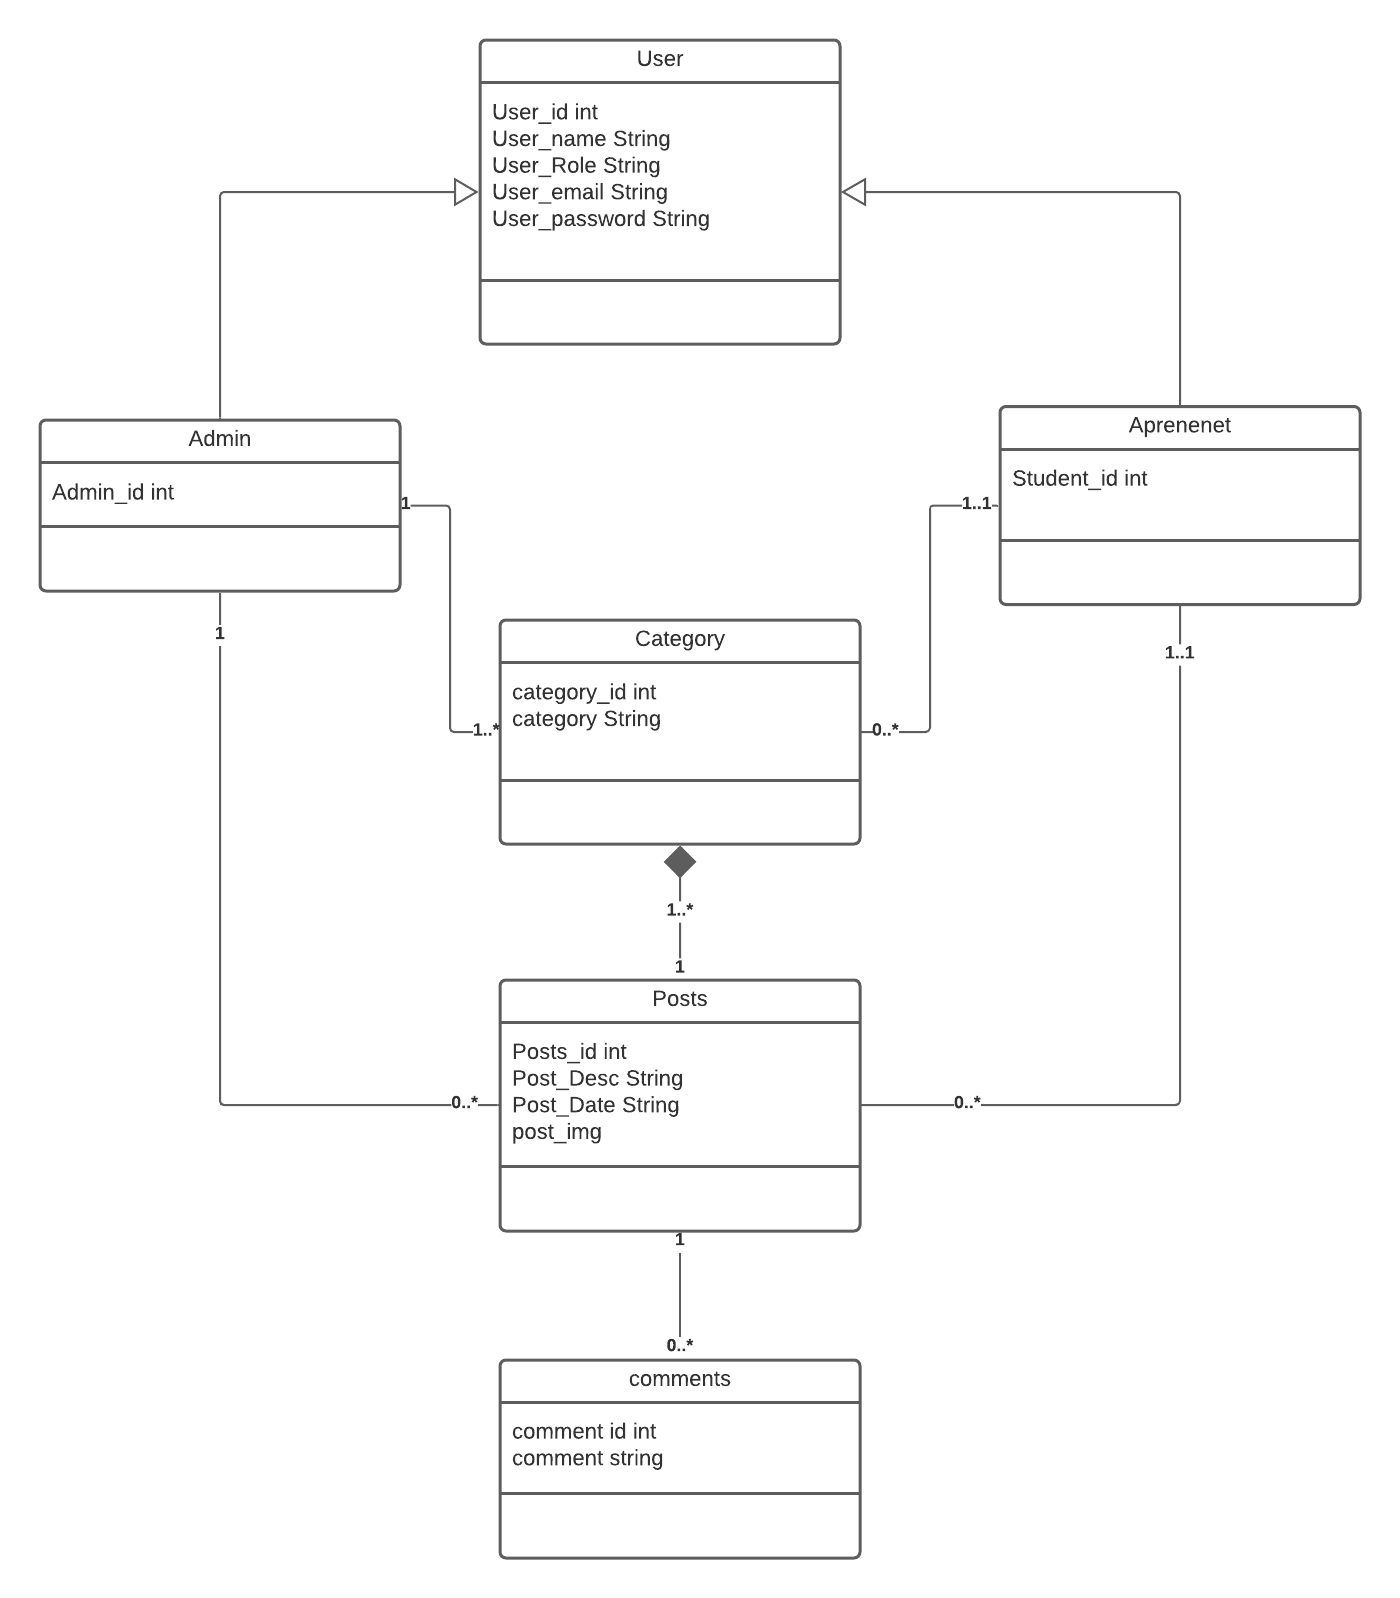 User
User_id int
User_name String
User_Role String
User_email String
User_password String
Admin
Admin_id int
Aprenenet
Student_id int
1
1..1
1
1..1
Category
category_id int
category String
1..*
0..*
1..*
1
Posts
Posts_id int
Post_Desc String
Post_Date String
post_img
0..*
0..*
1
0..*
comments
comment id int
comment string